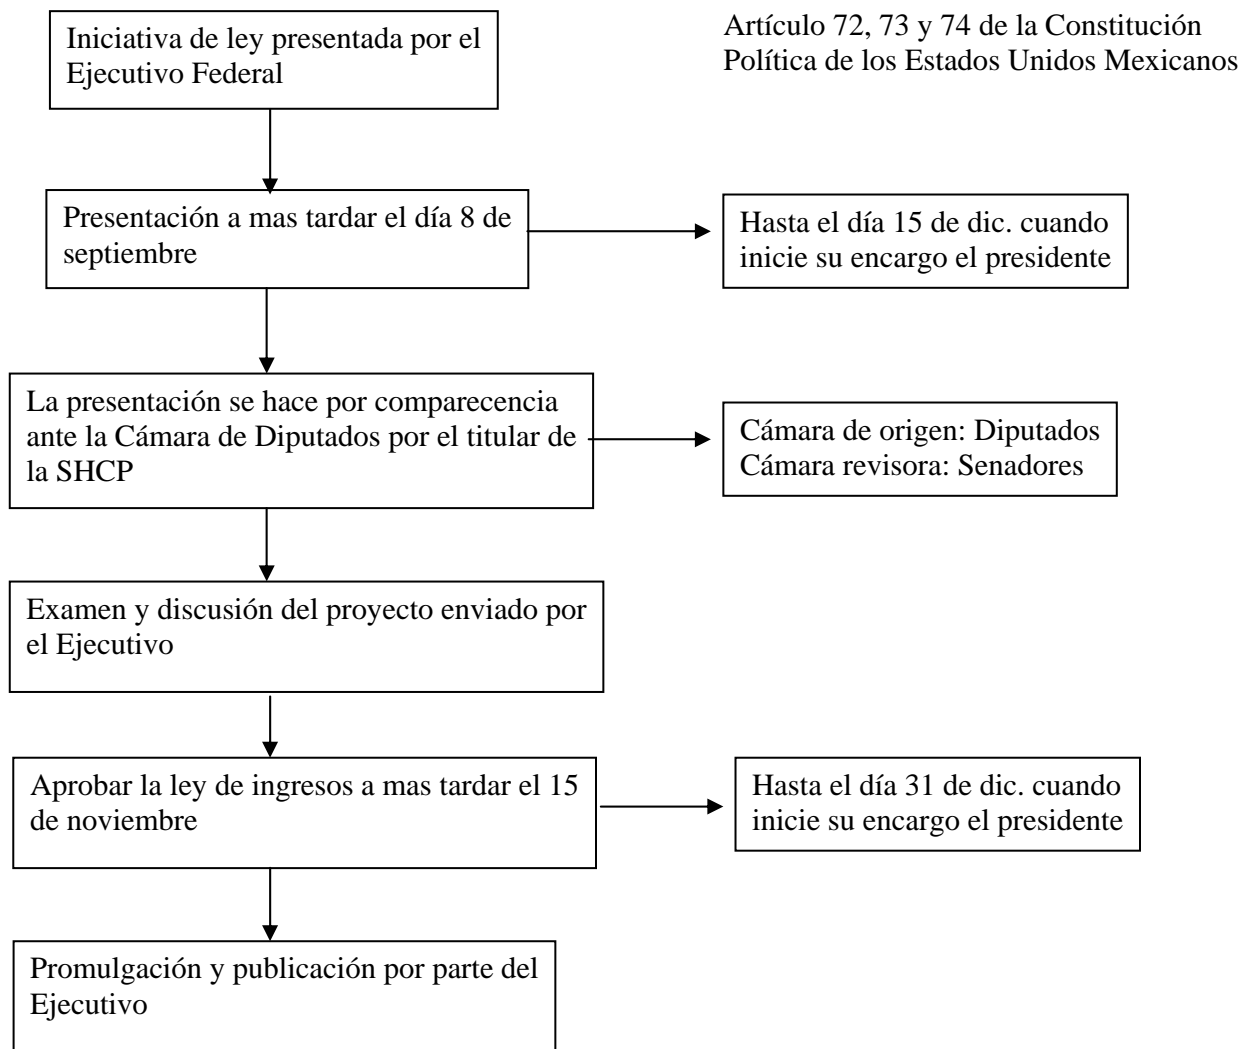 Iniciativa de ley presentada por el
Ejecutivo Federal
Artículo 72, 73 y 74 de la Constitución
Política de los Estados Unidos Mexicanos
Presentación a mas tardar el día 8 de
septiembre
Hasta el día 15 de dic. cuando
inicie su encargo el presidente
La presentación se hace por comparecencia
ante la Cámara de Diputados por el titular de
la SHCP
Cámara de origen: Diputados
Cámara revisora: Senadores
Examen y discusión del proyecto enviado por
el Ejecutivo
Aprobar la ley de ingresos a mas tardar el 15
de noviembre
Hasta el día 31 de dic. cuando
inicie su encargo el presidente
Promulgación y publicación por parte del
Ejecutivo